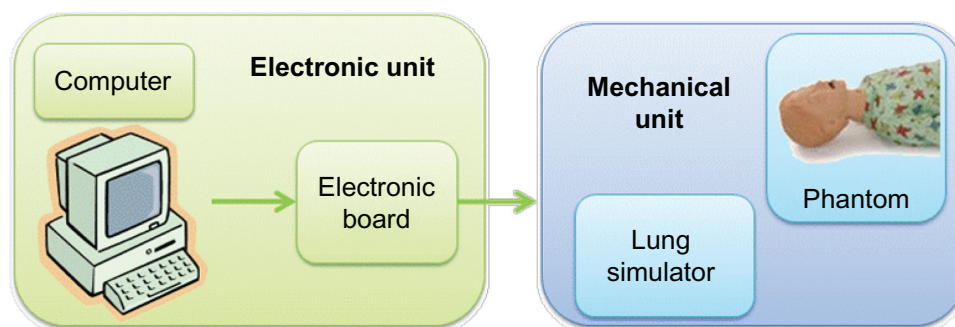 Computer
Electronic unit
Electronic
board
Mechanical
unit
Phantom
Lung
simulator